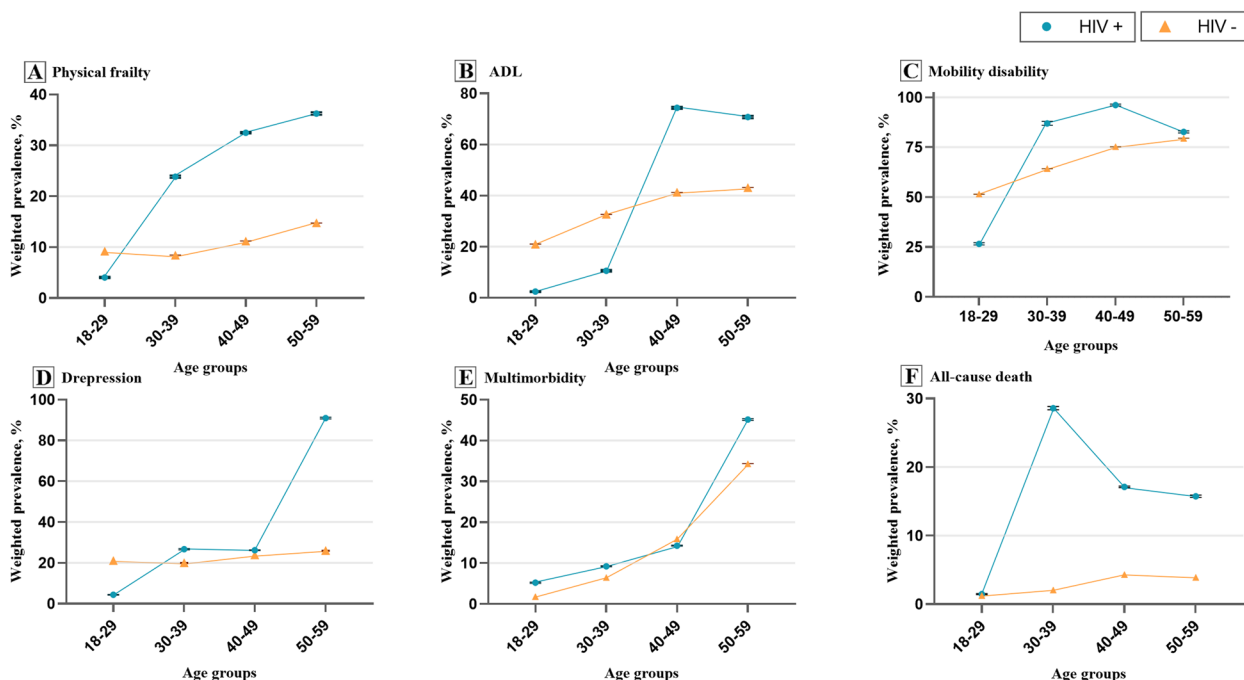 HIV + HIV -
A Physical frailty
Weighted prevalence, %
40
30
20
10
0
18-29 30-39 40-49 50-59
Age groups
B ADL
Weighted prevalence, %
80
60
40
20
0
18-29 30-39 40-49 50-59
Age groups
C Mobility disability
Weighted prevalence, %
100
75
50
25
0
18-29 30-39 40-49 50-59
Age groups
D Drepression
Weighted prevalence, %
100
80
60
40
20
0
18-29 30-39 40-49 50-59
Age groups
E Multimorbidity
Weighted prevalence, %
50
40
30
20
10
0
18-29 30-39 40-49 50-59
Age groups
F All-cause death
Weighted prevalence, %
30
20
10
0
18-29 30-39 40-49 50-59
Age groups